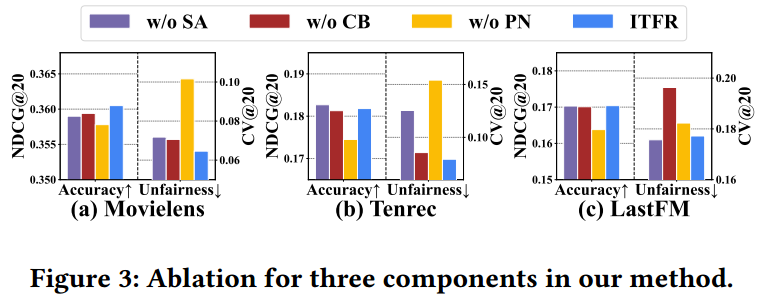 w/o SA w/o CB w/o PN ITFR
NDCG@20
0.365
0.360
0.355
0.350
0.10
0.08
0.06
CV@20
Accuracy↑ Unfairness↓
(a) Movielens
NDCG@20
0.19
0.18
0.17
0.15
0.10
CV@20
Accuracy↑ Unfairness↓
(b) Tenrec
NDCG@20
0.18
0.17
0.16
0.15
0.20
0.18
0.16
CV@20
Accuracy↑ Unfairness↓
(c) LastFM
Figure 3: Ablation for three components in our method.